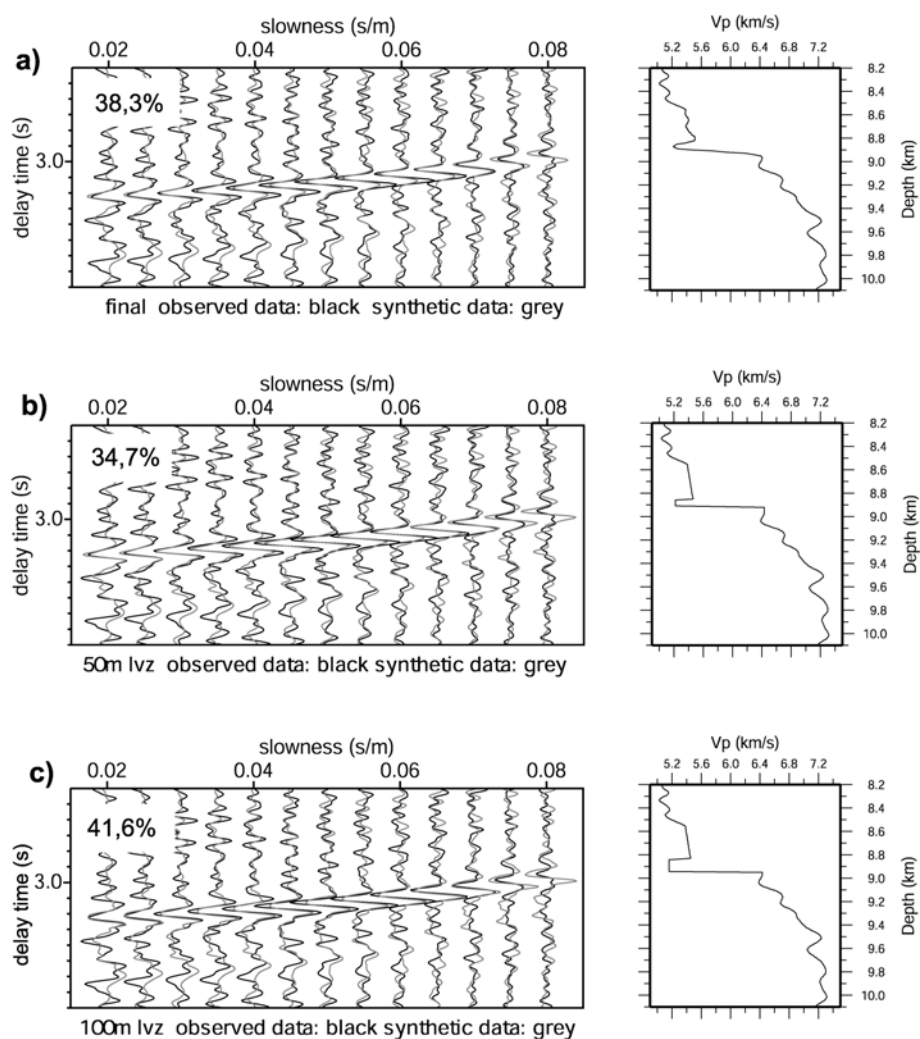 slowness (s/m)
0.02 0.04 0.06 0.08
a)
38,3%
delay time (s)
3.0
final observed data: black synthetic data: grey
Vp (km/s)
5.2 5.6 6.0 6.4 6.8 7.2
8.2
8.4
8.6
8.8
9.0
9.2
9.4
9.6
9.8
10.0
Depth (km)
slowness (s/m)
0.02 0.04 0.06 0.08
b)
34,7%
delay time (s)
3.0
50m lvz observed data: black synthetic data: grey
Vp (km/s)
5.2 5.6 6.0 6.4 6.8 7.2
8.2
8.4
8.6
8.8
9.0
9.2
9.4
9.6
9.8
10.0
Depth (km)
slowness (s/m)
0.02 0.04 0.06 0.08
c)
41,6%
delay time (s)
3.0
100m lvz observed data: black synthetic data: grey
Vp (km/s)
5.2 5.6 6.0 6.4 6.8 7.2
8.2
8.4
8.6
8.8
9.0
9.2
9.4
9.6
9.8
10.0
Depth (km)